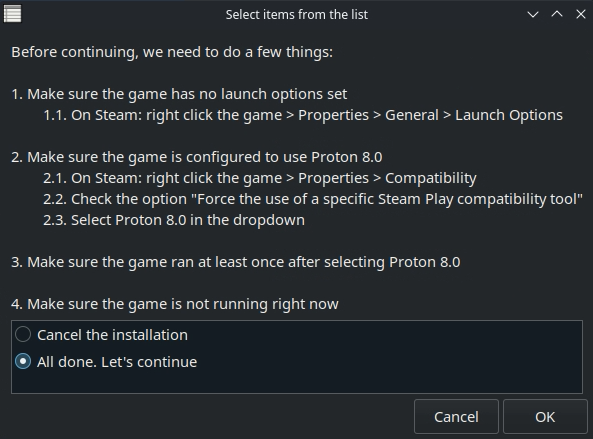 Select items from the list
Before continuing, we need to do a few things:
1. Make sure the game has no launch options set
1.1. On Steam: right click the game > Properties > General > Launch Options
2. Make sure the game is configured to use Proton 8.0
2.1. On Steam: right click the game > Properties > Compatibility
2.2. Check the option "Force the use of a specific Steam Play compatibility tool"
2.3. Select Proton 8.0 in the dropdown
3. Make sure the game ran at least once after selecting Proton 8.0
4. Make sure the game is not running right now
Cancel the installation
All done. Let's continue
Cancel OK